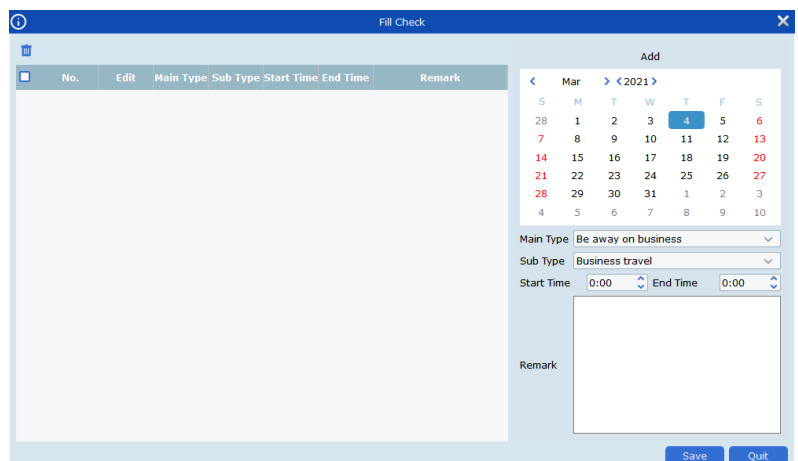 Fill Check
No. Edit Main Type Sub Type Start Time End Time Remark
Add
Mar 2021
S M T W T F S
28 1 2 3 4 5 6
7 8 9 10 11 12 13
14 15 16 17 18 19 20
21 22 23 24 25 26 27
28 29 30 31 1 2 3
4 5 6 7 8 9 10
Main Type Be away on business
Sub Type Business travel
Start Time 0:00 End Time 0:00
Remark
Save Quit